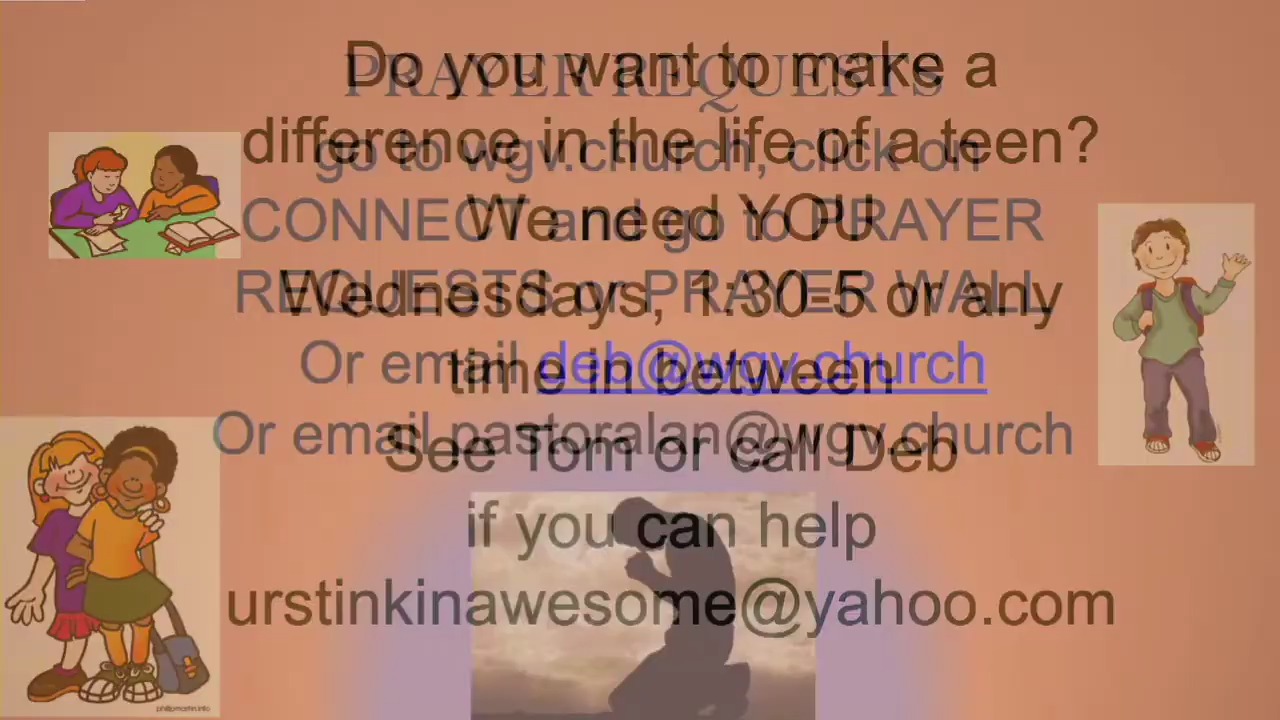 Do you want to make a
difference in the life of a teen?
We need YOU
Wednesdays, 1:30-5 or any
time in between
See Tom or call Deb
if you can help
urstinkinawesome@yahoo.com
PRAYER REQUESTS
go to wgv.church, click on
CONNECT and go to PRAYER
REQUESTS or PRAYER WALL
Or email deb@wgv.church
Or email pastoralan@wgv.church
phillipmartin.info